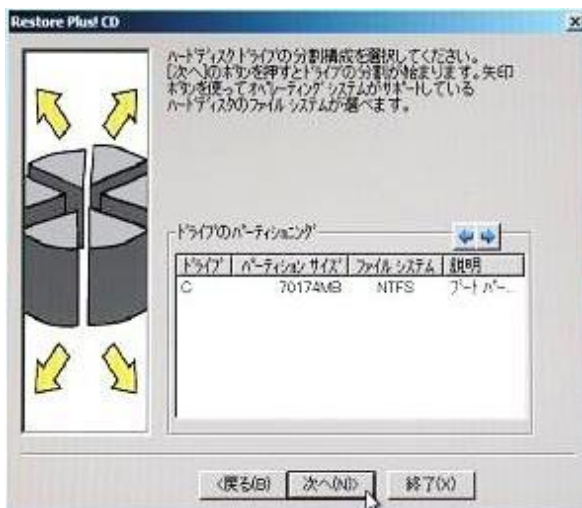 Restore Plus! CD
ハードディスクドライブの分割構成を選択してください。
[次へ]のボタンを押すとドライブの分割が始まります。矢印
ボタンを使ってオペレーティング システムがサポートしている
ハードディスクのファイル システムが選べます。
ドライブのパーティショニング
ドライブ パーティション サイズ ファイル システム 説明
C 70174MB NTFS ブート パー...
<戻る(B) 次へ(N)> 終了(X)